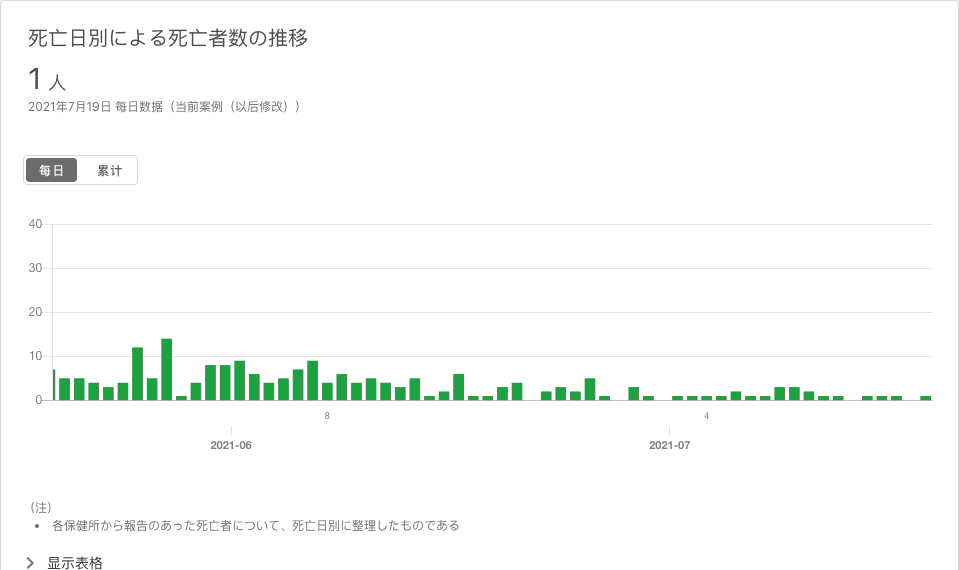 死亡日別による死亡者数の推移
1 人
2021年7月19日 每日数据（当前案例（以后修改））
每日 累计
40
30
20
10
0
8 4
2021-06 2021-07
（注）
• 各保健所から報告のあった死亡者について、死亡日別に整理したものである
显示表格